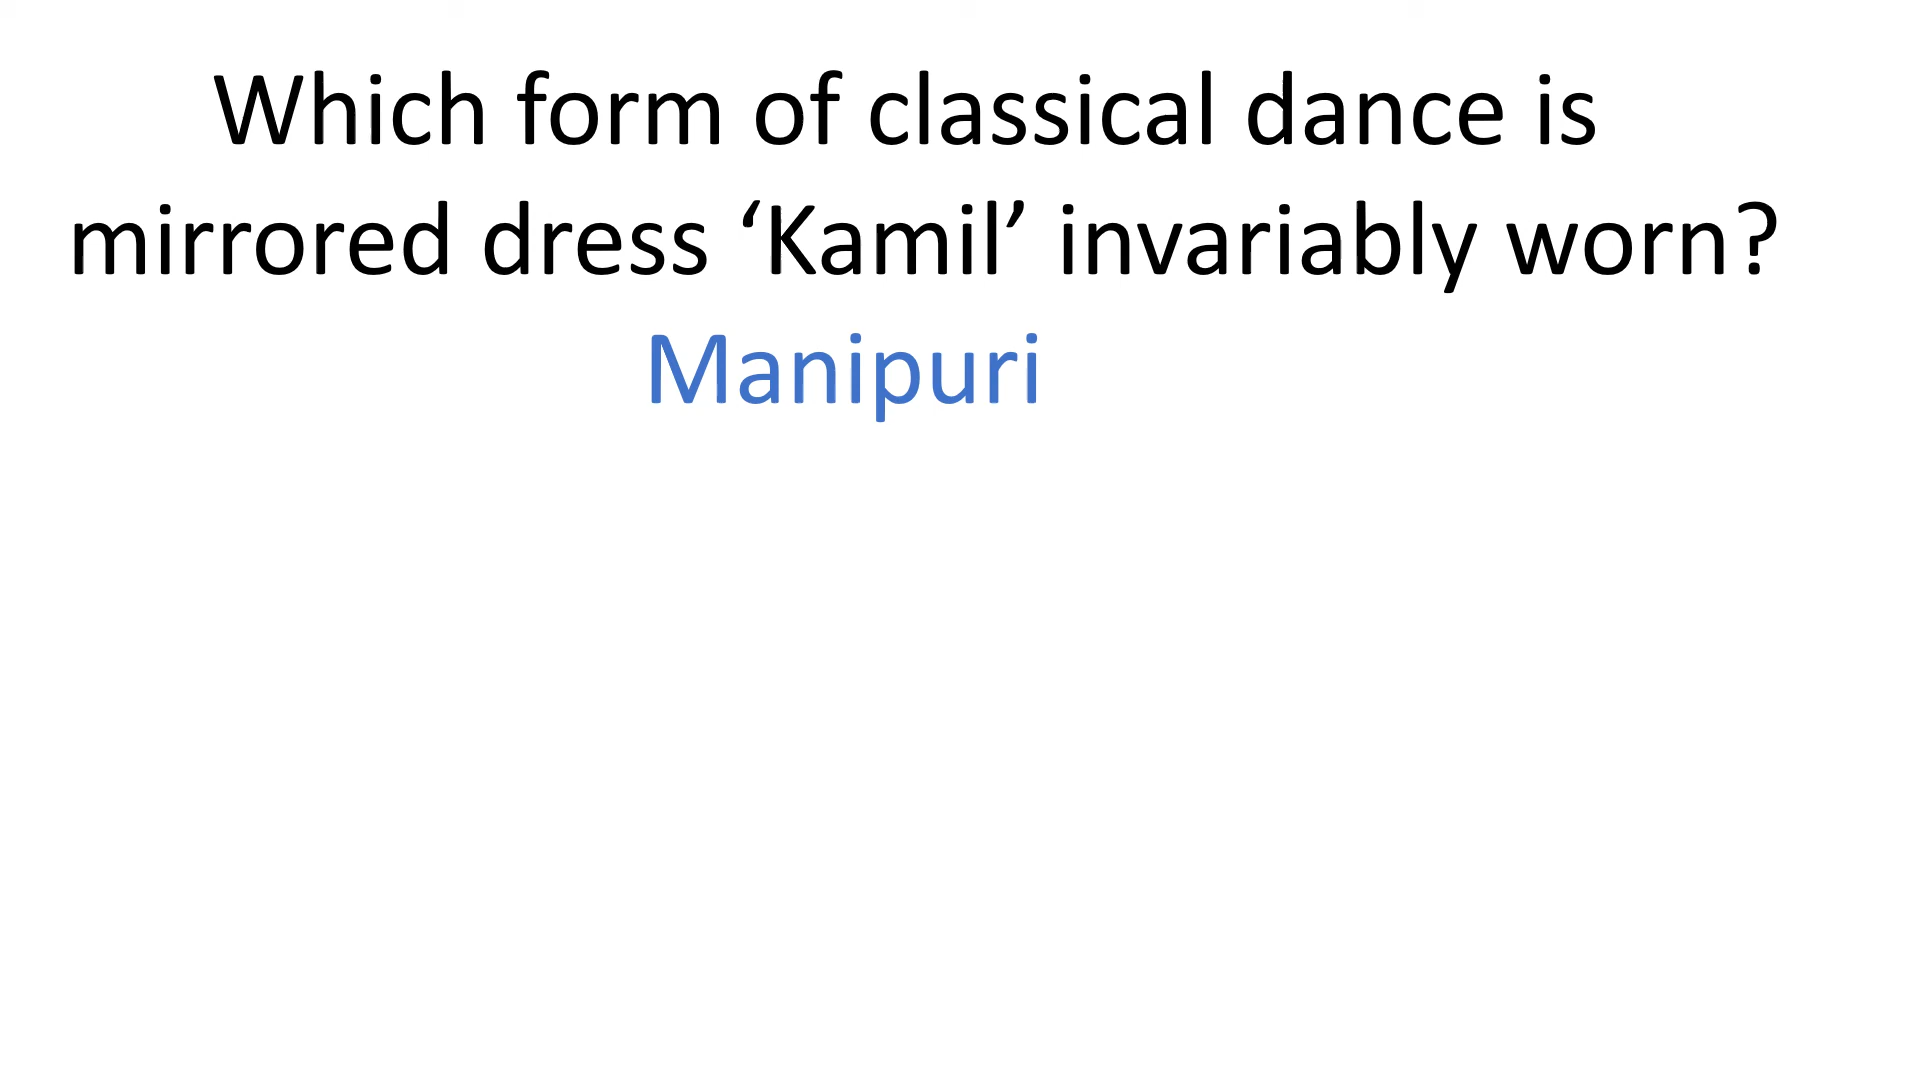 Which form of classical dance is
mirrored dress ‘Kamil’ invariably worn?
Manipuri